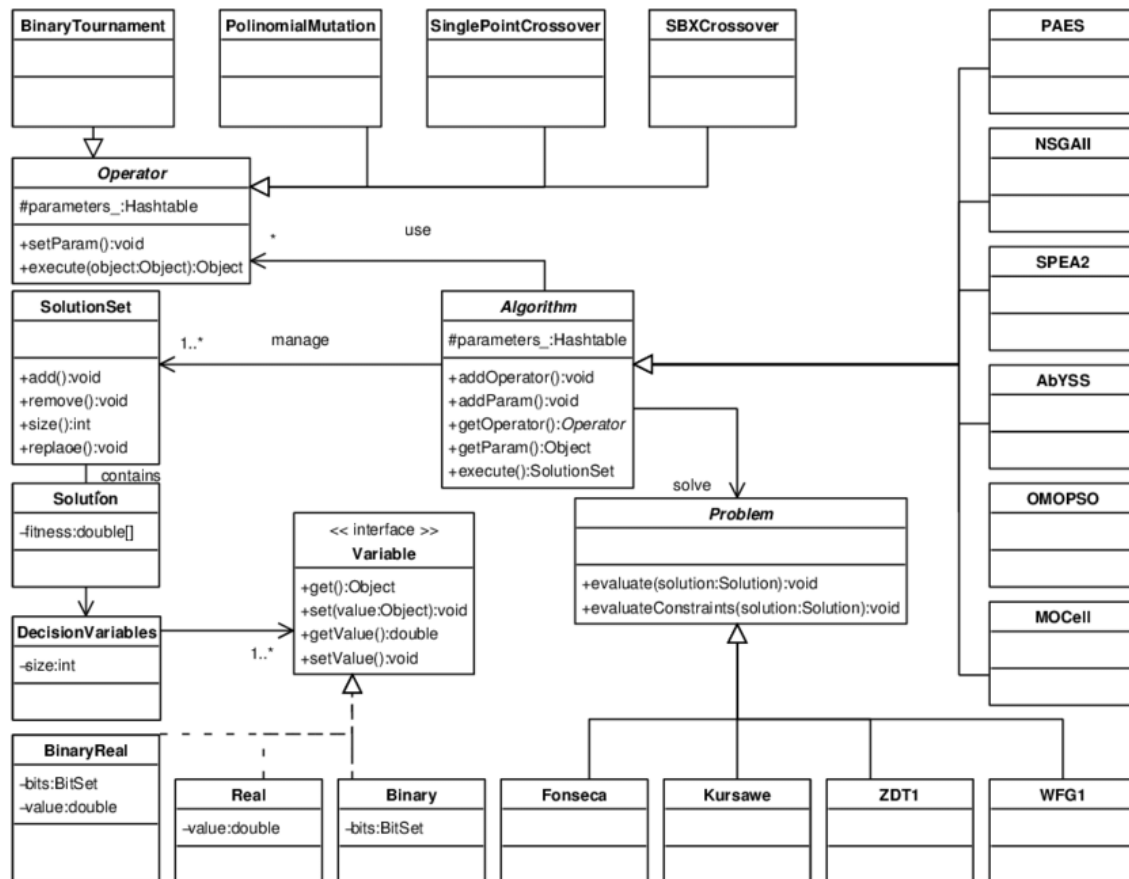 BinaryTournament
PolinomialMutation
SinglePointCrossover
SBXCrossover
PAES
NSGAII
SPEA2
AbYSS
OMOPSO
MOCell
Operator
#parameters_:Hashtable
+setParam():void
+execute(object:Object):Object
*
use
SolutionSet
+add():void
+remove():void
+size():int
+replace():void
1..*
manage
Algorithm
#parameters_:Hashtable
+addOperator():void
+addParam():void
+getOperator():Operator
+getParam():Object
+execute():SolutionSet
contains
Solution
-fitness:double[]
solve
Problem
+evaluate(solution:Solution):void
+evaluateConstraints(solution:Solution):void
<< interface >>
Variable
+get():Object
+set(value:Object):void
+getValue():double
+setValue():void
DecisionVariables
-size:int
1..*
BinaryReal
-bits:BitSet
-value:double
Real
-value:double
Binary
-bits:BitSet
Fonseca
Kursawe
ZDT1
WFG1